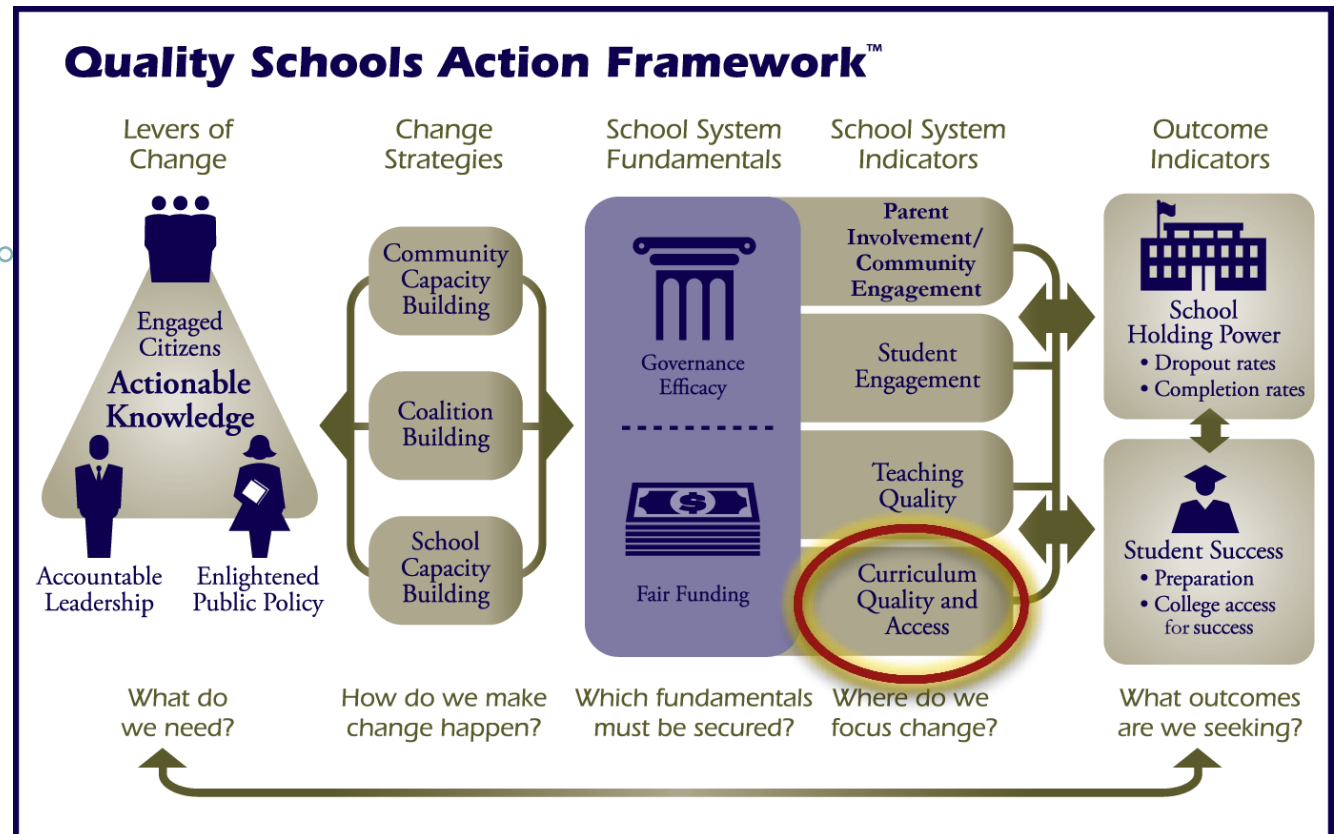 Quality Schools Action Framework™
Levers of
Change
Change
Strategies
School System
Fundamentals
School System
Indicators
Outcome
Indicators
Engaged
Citizens
Actionable
Knowledge
Accountable
Leadership
Enlightened
Public Policy
Community
Capacity
Building
Coalition
Building
School
Capacity
Building
Governance
Efficacy
$
Fair Funding
Parent
Involvement/
Community
Engagement
Student
Engagement
Teaching
Quality
Curriculum
Quality and
Access
School
Holding Power
• Dropout rates
• Completion rates
Student Success
• Preparation
• College access
for success
What do
we need?
How do we make
change happen?
Which fundamentals
must be secured?
Where do we
focus change?
What outcomes
are we seeking?